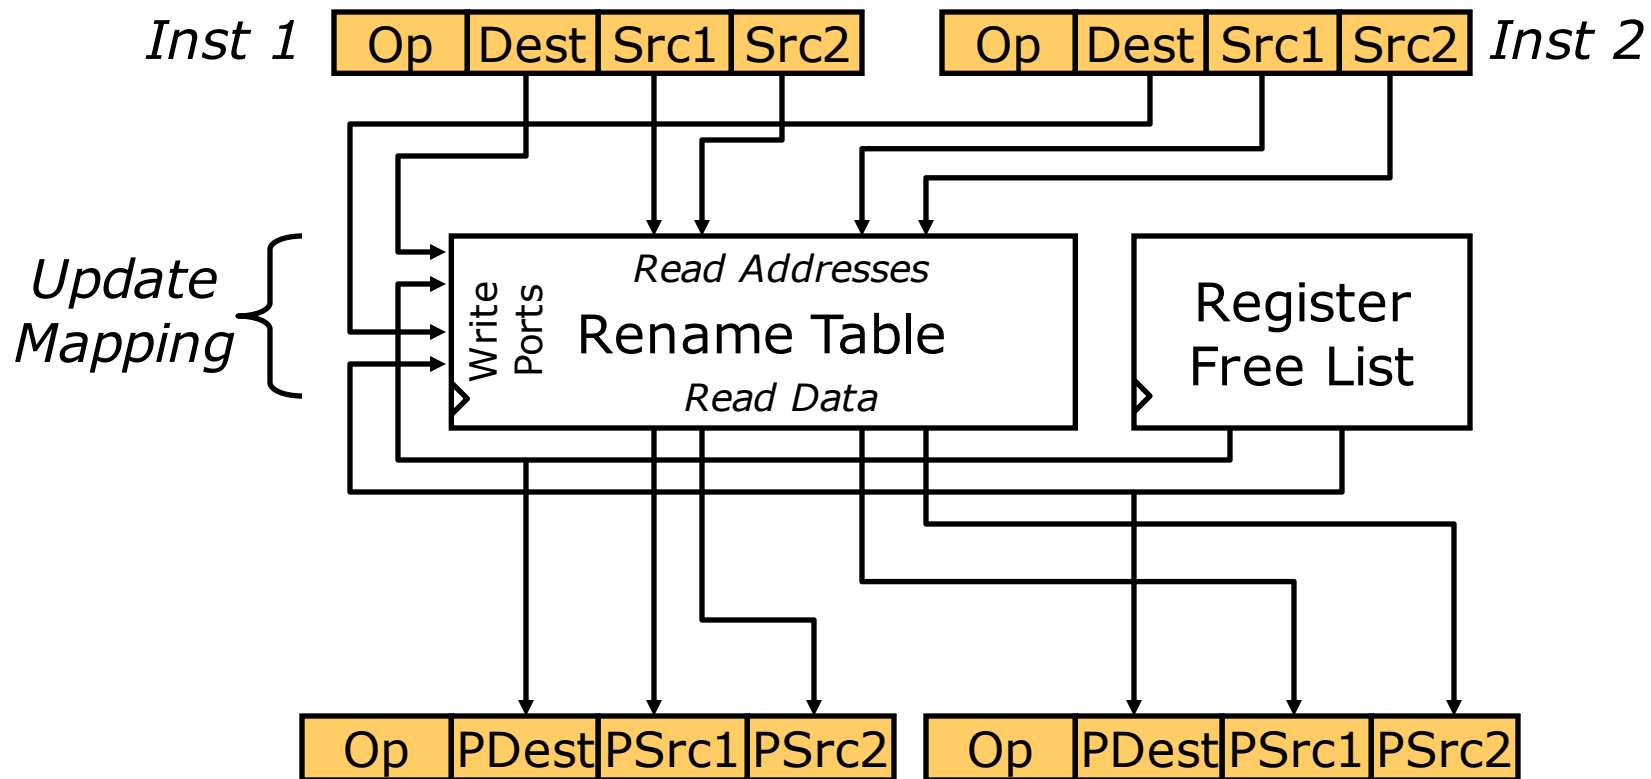 Inst 1 Op Dest Src1 Src2 Op Dest Src1 Src2 Inst 2
Update
Mapping
Write
Ports
Read Addresses
Rename Table
Read Data
Register
Free List
Op PDest PSrc1 PSrc2 Op PDest PSrc1 PSrc2